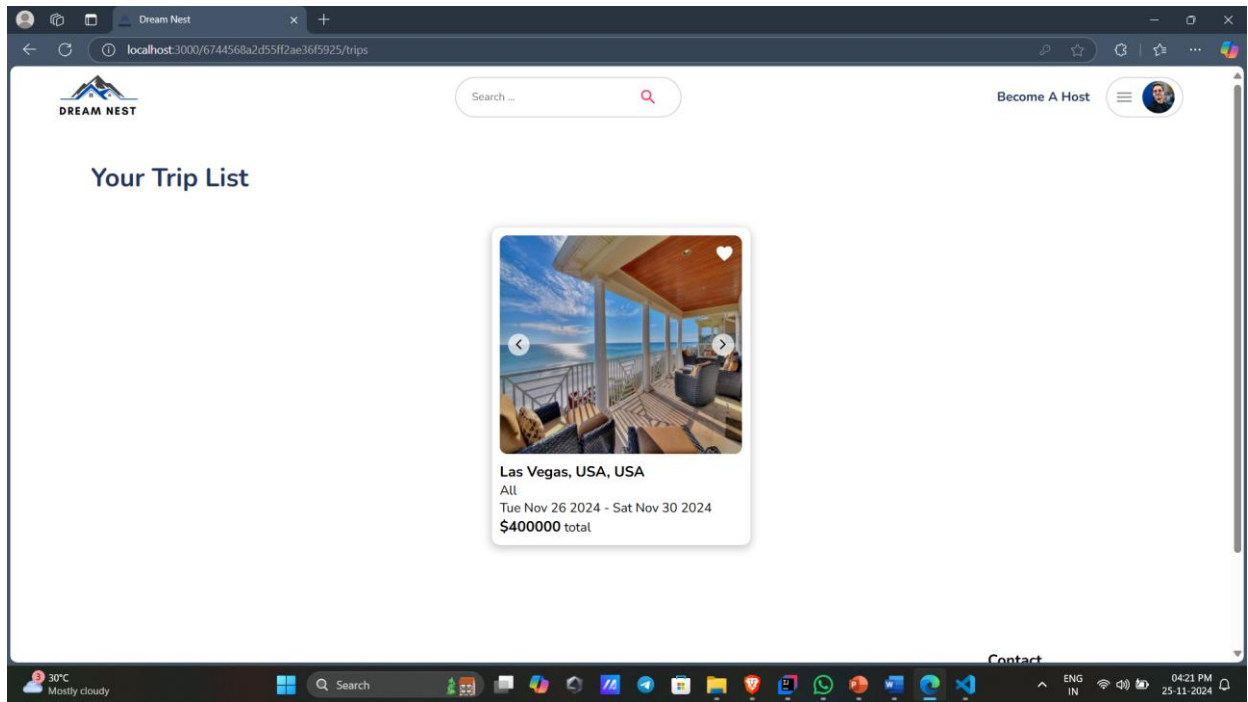 Dream Nest
localhost:3000/6744568a2d55ff2ae36f5925/trips
DREAM NEST
Search ...
Become A Host
Your Trip List
Las Vegas, USA, USA
All
Tue Nov 26 2024 - Sat Nov 30 2024
$400000 total
Contact
3
30°C
Mostly cloudy
Search
ENG
IN
04:21 PM
25-11-2024